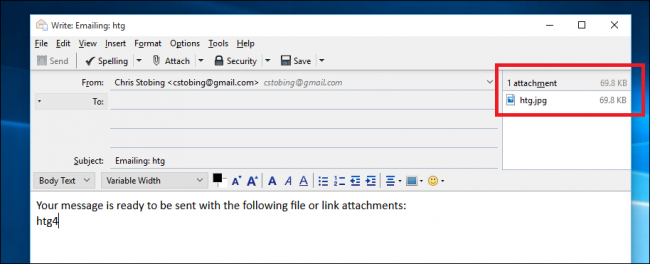 Write: Emailing: htg
File Edit View Insert Format Options Tools Help
Send Spelling Attach Security Save
From: Chris Stobing <cstobing@gmail.com> cstobing@gmail.com
1 attachment 69.8 KB
To:
htg.jpg 69.8 KB
Subject: Emailing: htg
Body Text Variable Width
Your message is ready to be sent with the following file or link attachments:
htg4